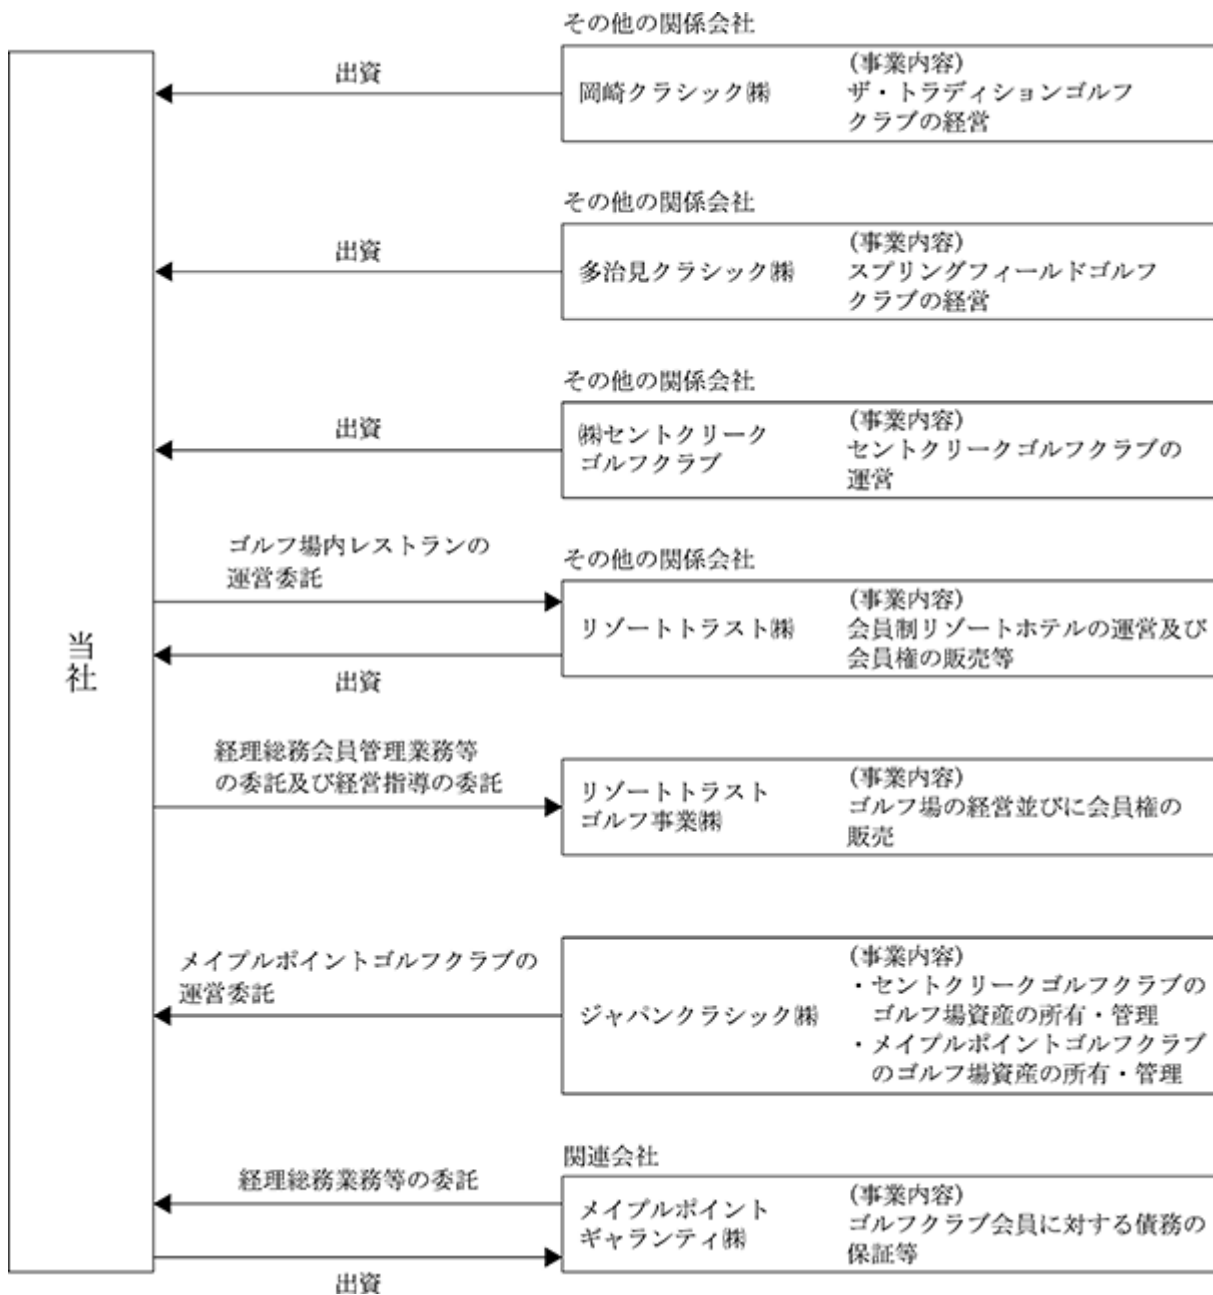 その他の関係会社
出資
岡崎クラシック㈱
(事業内容)
ザ・トラディションゴルフ
クラブの経営
その他の関係会社
出資
多治見クラシック㈱
(事業内容)
スプリングフィールドゴルフ
クラブの経営
その他の関係会社
出資
㈱セントクリーク
ゴルフクラブ
(事業内容)
セントクリークゴルフクラブの
運営
ゴルフ場内レストランの
運営委託
その他の関係会社
リゾートトラスト㈱
(事業内容)
会員制リゾートホテルの運営及び
会員権の販売等
出資
当社
経理総務会員管理業務等
の委託及び経営指導の委託
リゾートトラスト
ゴルフ事業㈱
(事業内容)
ゴルフ場の経営並びに会員権の
販売
メイプルポイントゴルフクラブの
運営委託
ジャパンクラシック㈱
(事業内容)
・セントクリークゴルフクラブの
ゴルフ場資産の所有・管理
・メイプルポイントゴルフクラブ
のゴルフ場資産の所有・管理
関連会社
経理総務業務等の委託
メイプルポイント
ギャランティ㈱
(事業内容)
ゴルフクラブ会員に対する債務の
保証等
出資